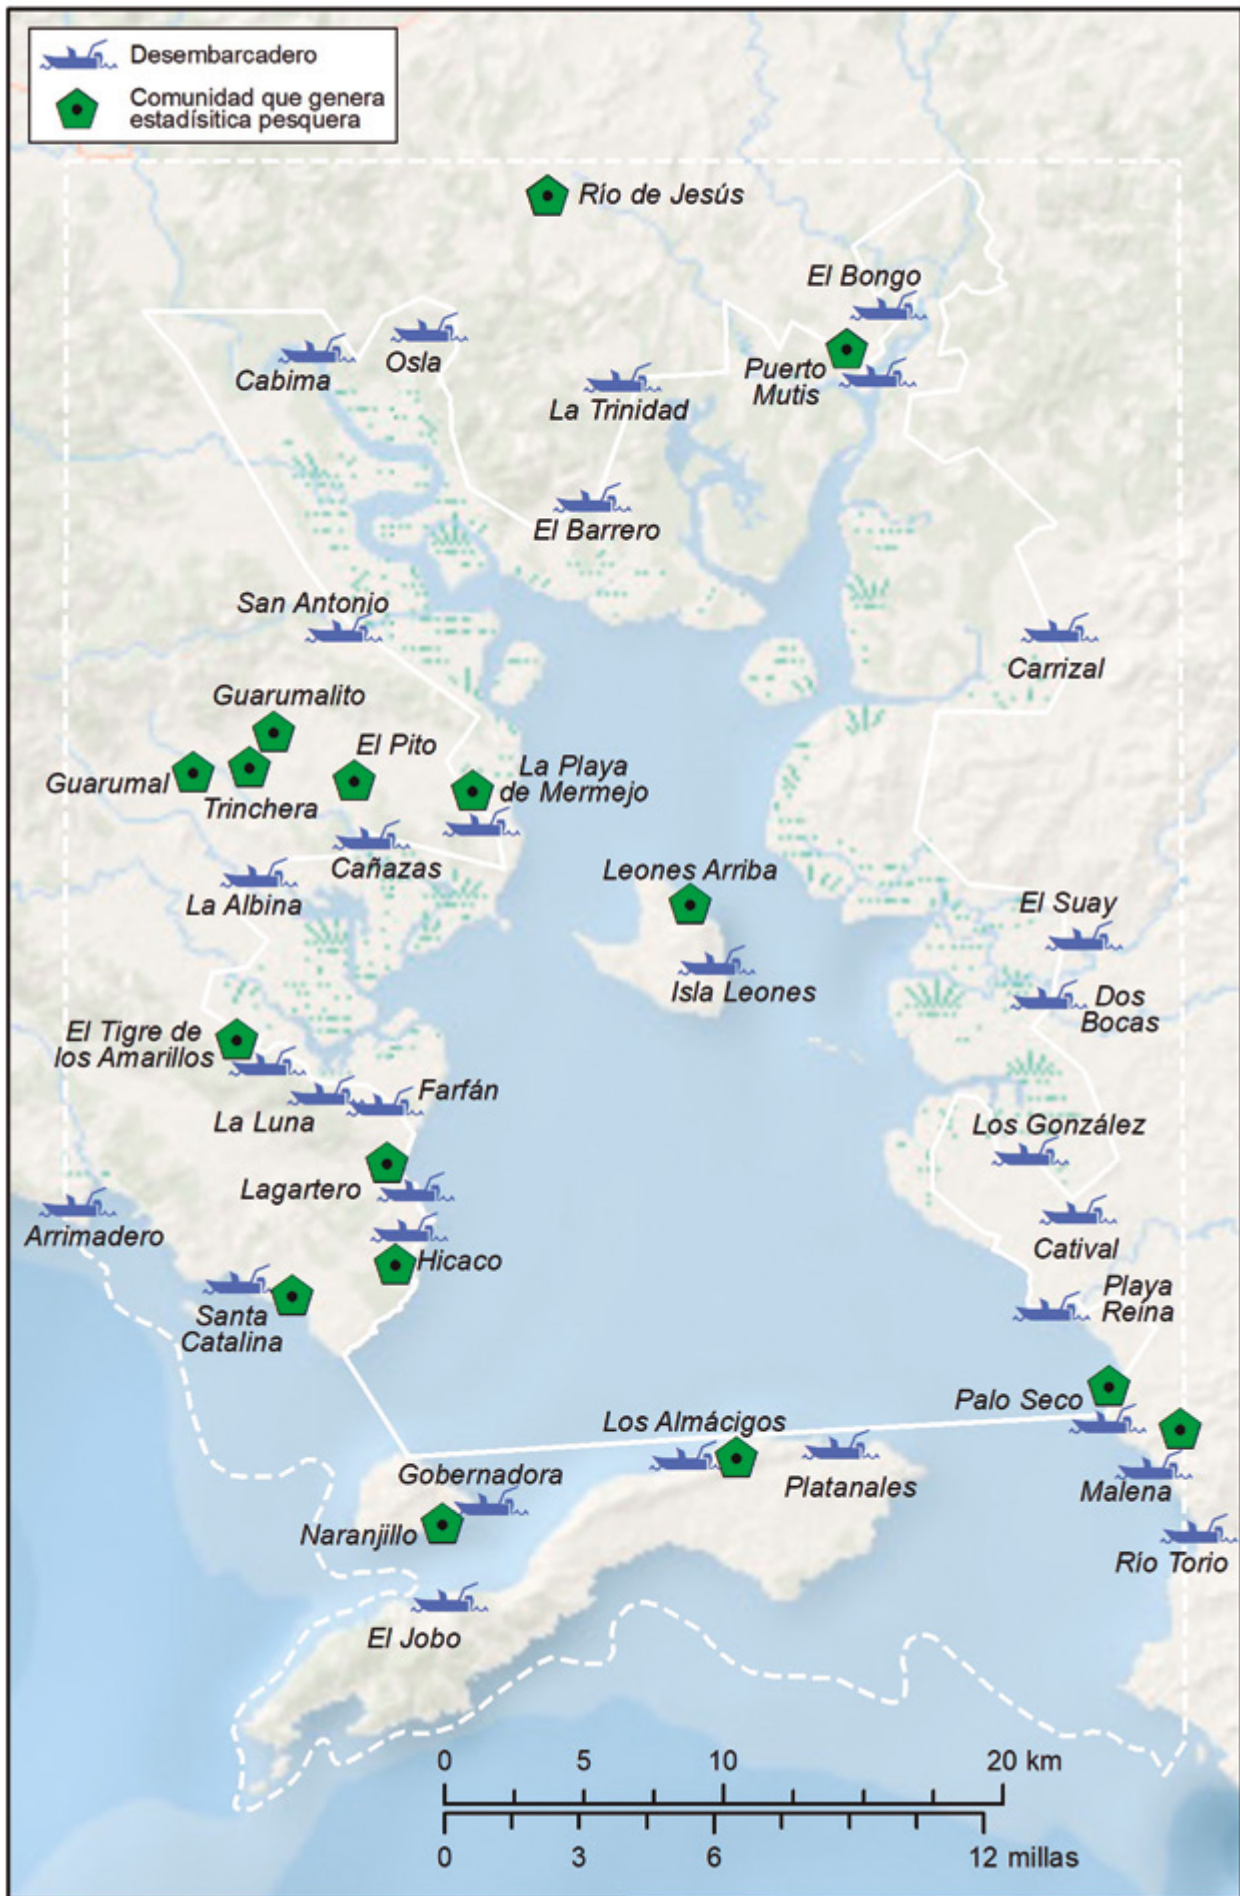 Desembarcadero
Comunidad que genera
estadísitica pesquera
Río de Jesús
El Bongo
Osla
Cabima
Puerto
Mutis
La Trinidad
El Barrero
San Antonio
Carrizal
Guarumalito
El Pito
La Playa
de Mermejo
Guarumal
Trinchera
Cañazas
La Albina
Leones Arriba
El Suay
Isla Leones
Dos
Bocas
El Tigre de
los Amarillos
Farfán
La Luna
Los González
Lagartero
Arrimadero
Catival
Hicaco
Playa
Reina
Santa
Catalina
Palo Seco
Los Almácigos
Gobernadora
Platanales
Malena
Naranjillo
Río Torio
El Jobo
0 5 10 20 km
0 3 6 12 millas